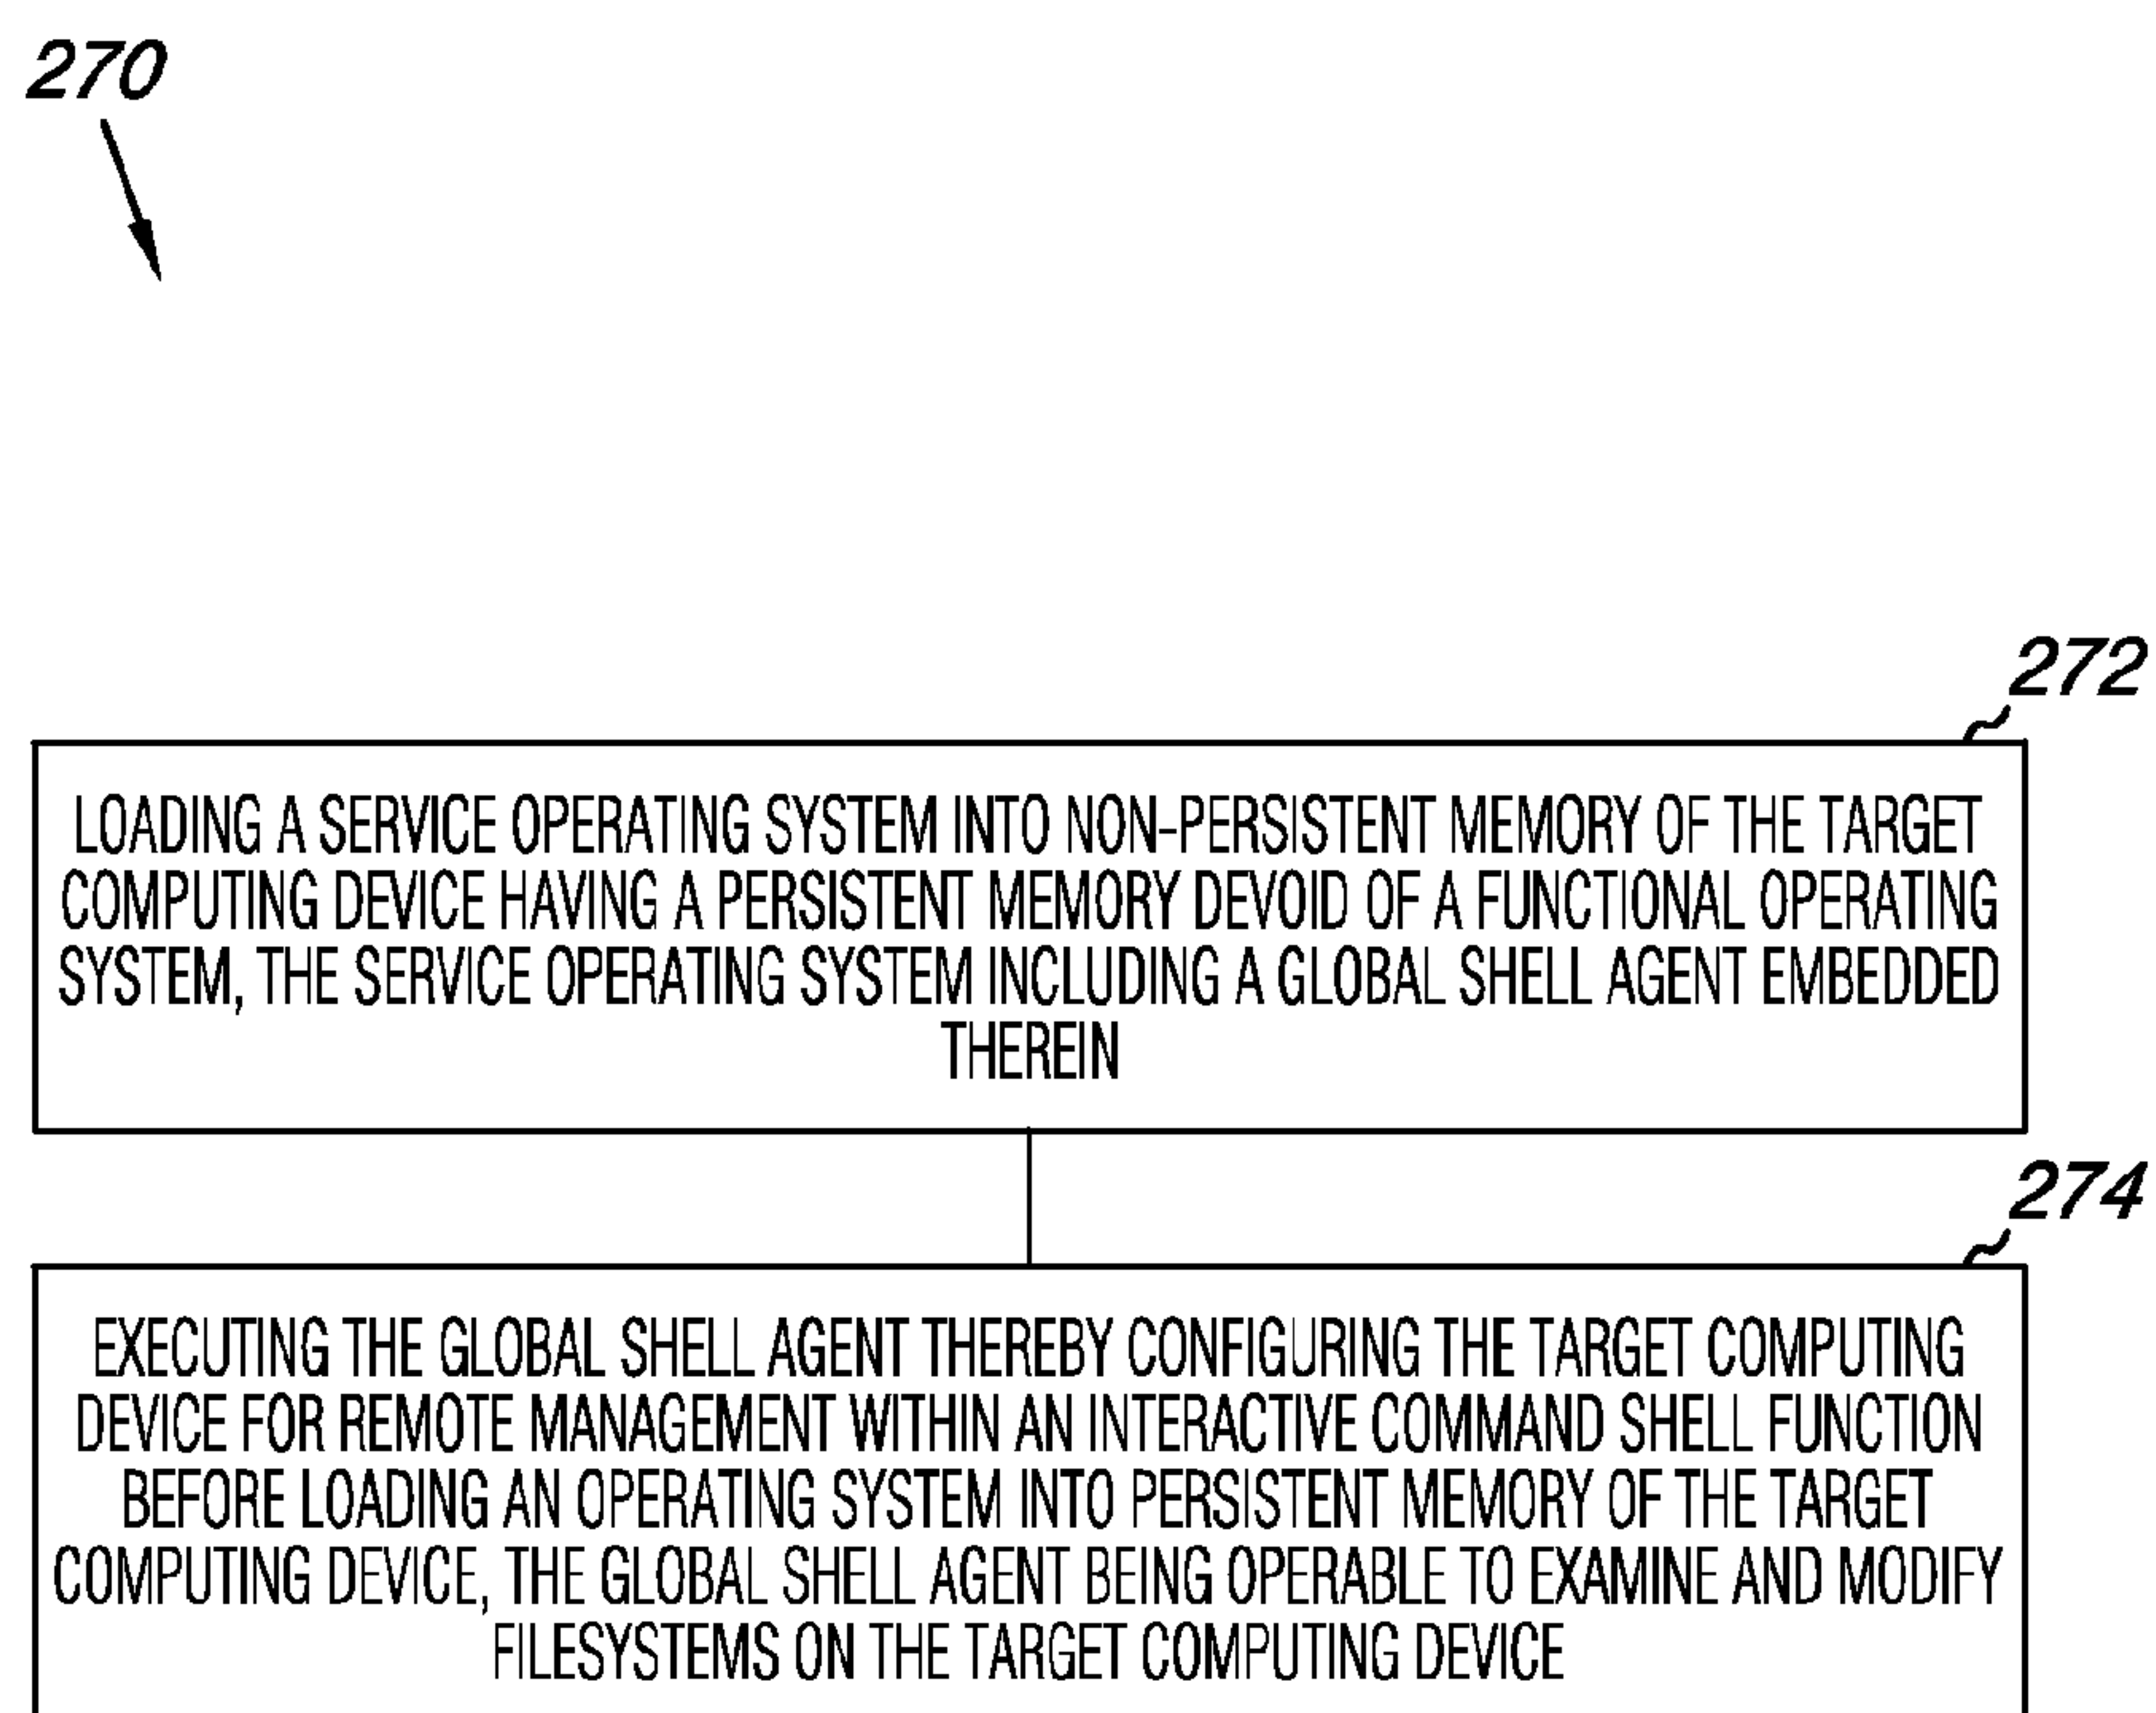 270
272
LOADING A SERVICE OPERATING SYSTEM INTO NON-PERSISTENT MEMORY OF THE TARGET
COMPUTING DEVICE HAVING A PERSISTENT MEMORY DEVOID OF A FUNCTIONAL OPERATING
SYSTEM, THE SERVICE OPERATING SYSTEM INCLUDING A GLOBAL SHELL AGENT EMBEDDED
THEREIN
274
EXECUTING THE GLOBAL SHELL AGENT THEREBY CONFIGURING THE TARGET COMPUTING
DEVICE FOR REMOTE MANAGEMENT WITHIN AN INTERACTIVE COMMAND SHELL FUNCTION
BEFORE LOADING AN OPERATING SYSTEM INTO PERSISTENT MEMORY OF THE TARGET
COMPUTING DEVICE, THE GLOBAL SHELL AGENT BEING OPERABLE TO EXAMINE AND MODIFY
FILESYSTEMS ON THE TARGET COMPUTING DEVICE